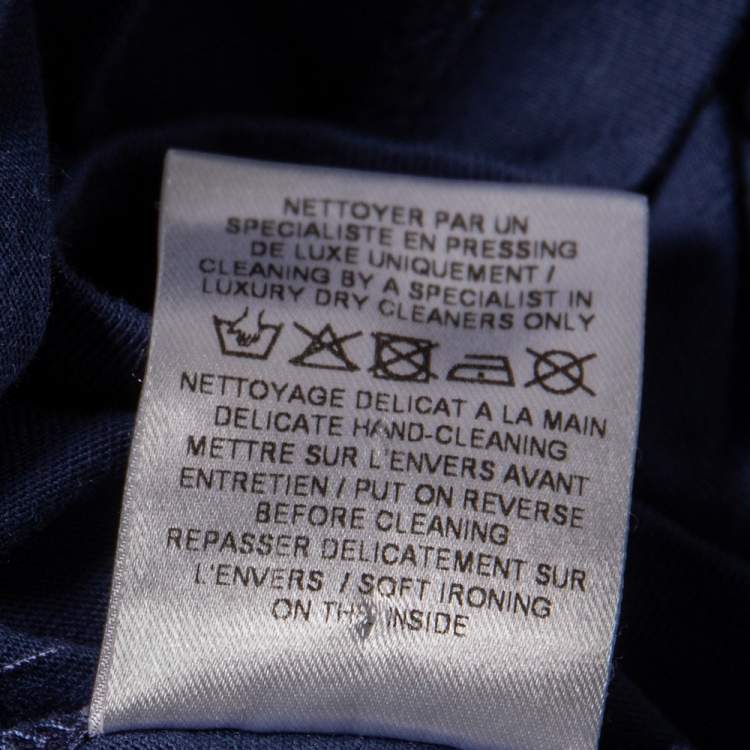 NETTOYER PAR UN
SPECIALISTE EN PRESSING
DE LUXE UNIQUEMENT /
CLEANING BY A SPECIALIST IN
LUXURY DRY CLEANERS ONLY
NETTOYAGE DELICAT A LA MAIN
DELICATE HAND-CLEANING
METTRE SUR L'ENVERS AVANT
ENTRETIEN / PUT ON REVERSE
BEFORE CLEANING
REPASSER DELICATEMENT SUR
L'ENVERS / SOFT IRONING
ON THE INSIDE